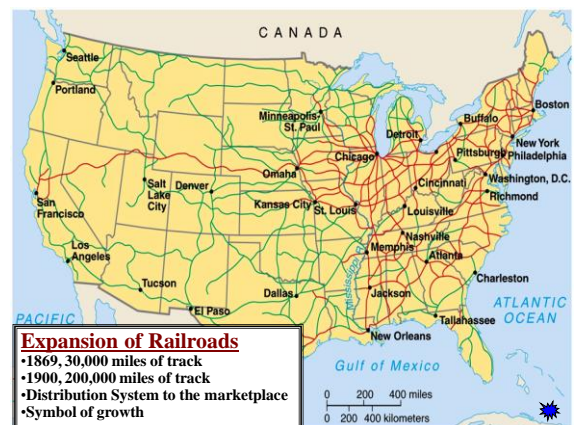 CANADA
Seattle
Portland
Minneapolis-
St. Paul
Boston
Buffalo
Detroit
New York
Chicago
Pittsburgh
Philadelphia
Omaha
Salt
Lake
City
Denver
Cincinnati
Washington, D.C.
San
Francisco
Kansas City
St. Louis
Louisville
Richmond
Nashville
Los
Angeles
Memphis
Atlanta
Mississippi R.
Tucson
Dallas
Jackson
Charleston
El Paso
ATLANTIC
OCEAN
Tallahassee
PACIFIC
New Orleans
Gulf of Mexico
Expansion of Railroads
•1869, 30,000 miles of track
•1900, 200,000 miles of track
•Distribution System to the marketplace
•Symbol of growth
0 200 400 miles
0 200 400 kilometers